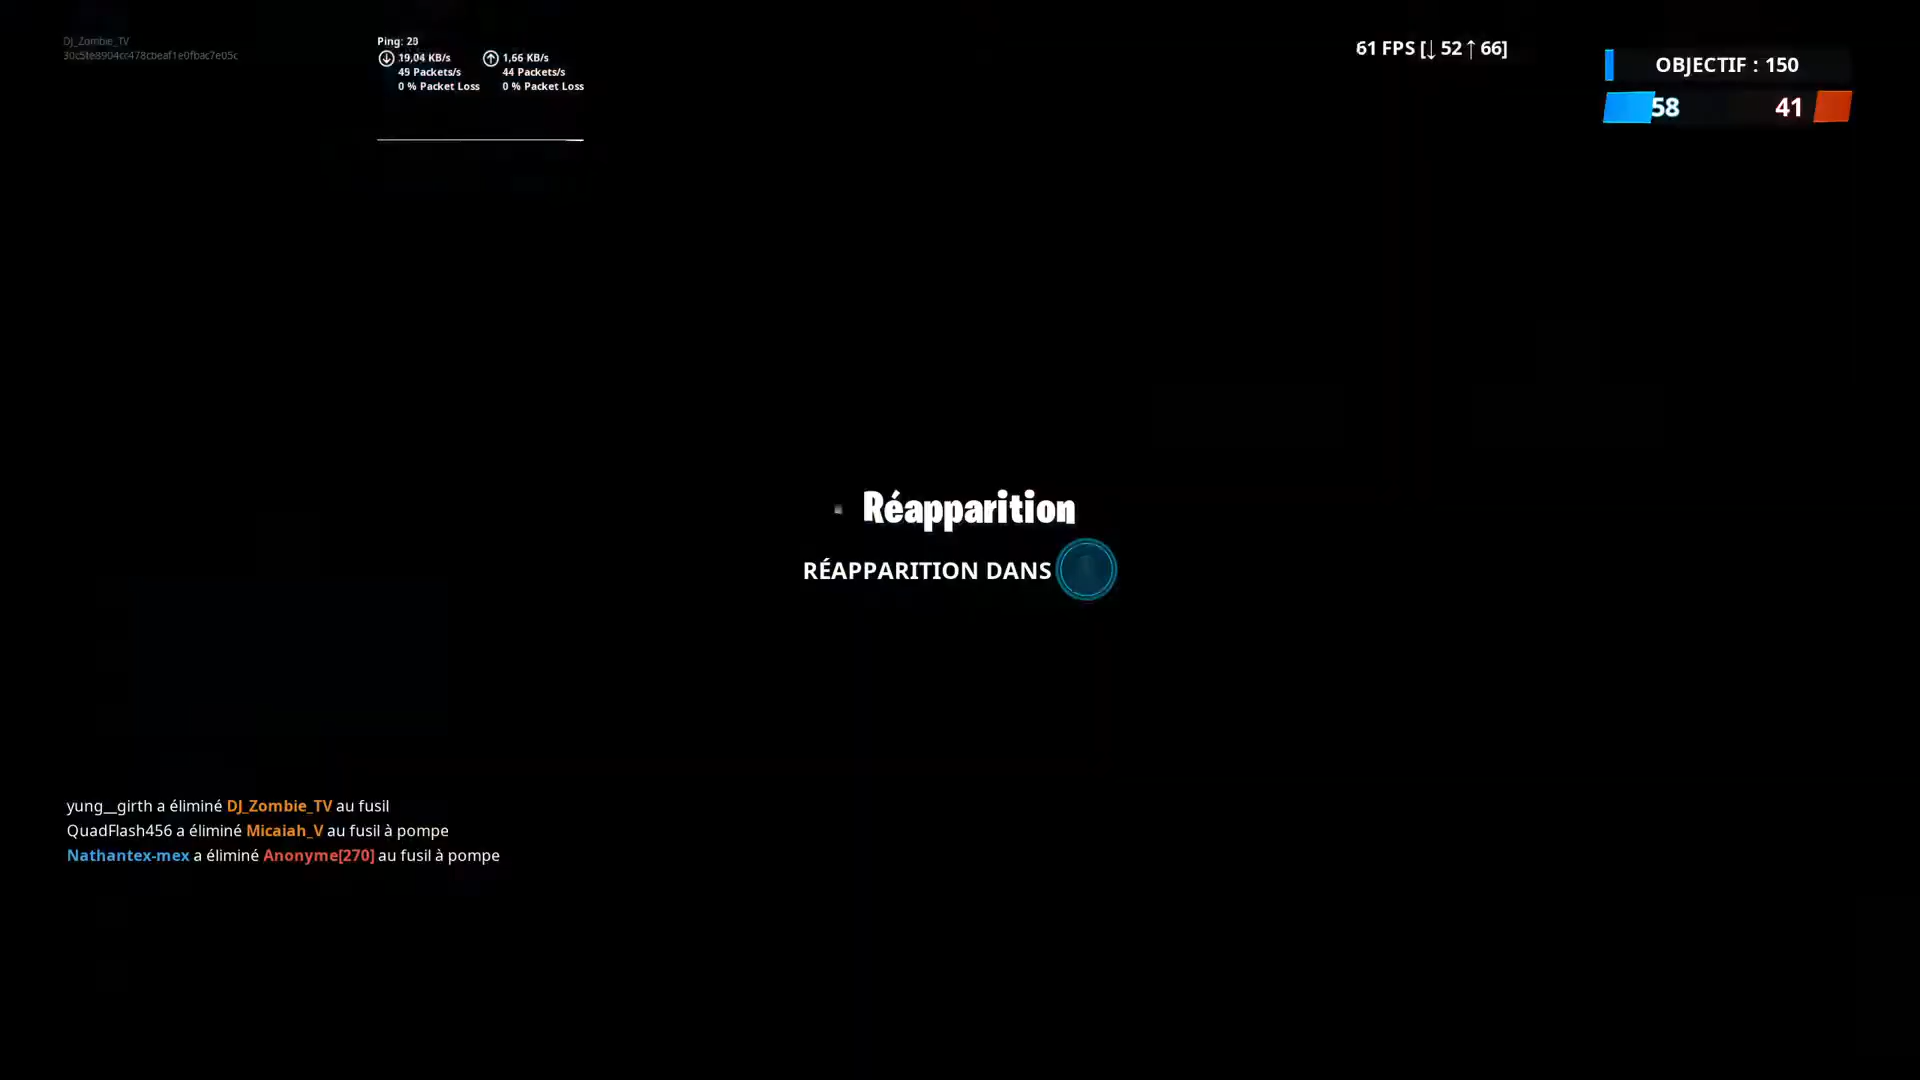 DJ_Zombie_TV
Ping: 20
19,04 KB/s
1,66 KB/s
45 Packets/s
44 Packets/s
0 % Packet Loss
0 % Packet Loss
61 FPS [↓ 52 ↑ 66]
OBJECTIF : 150
58
41
Réapparition
RÉAPPARITION DANS
yung__girth a éliminé DJ_Zombie_TV au fusil
QuadFlash456 a éliminé Micaiah_V au fusil à pompe
Nathantex-mex a éliminé Anonyme[270] au fusil à pompe